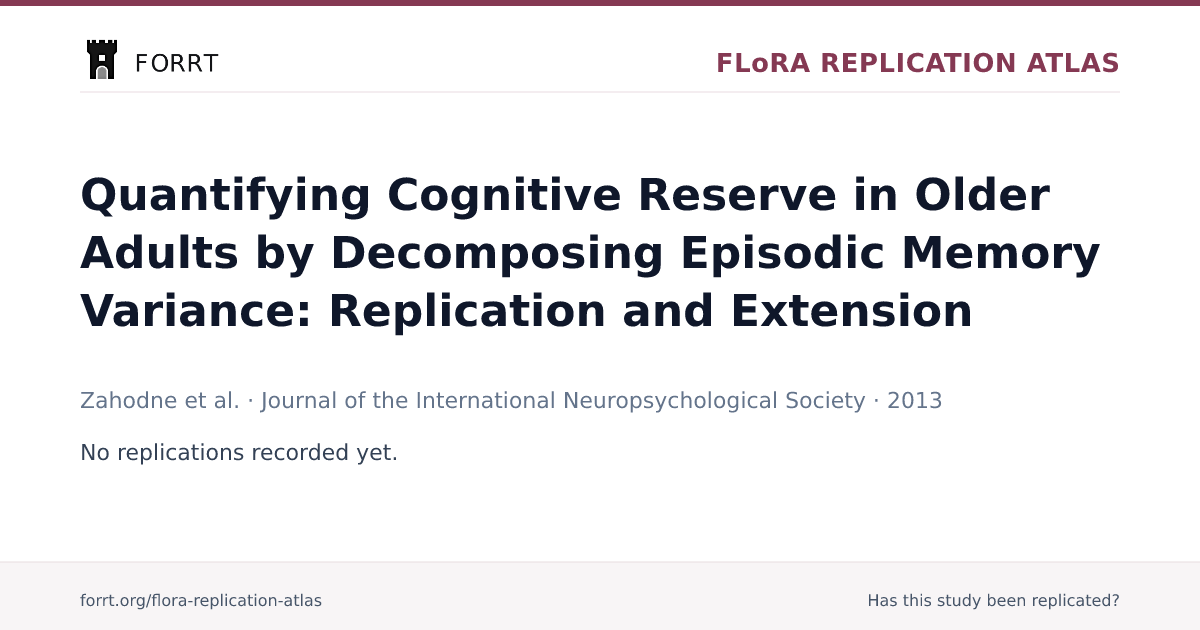 FORRT
FLoRA REPLICATION ATLAS
Quantifying Cognitive Reserve in Older
Adults by Decomposing Episodic Memory
Variance: Replication and Extension
Zahodne et al. · Journal of the International Neuropsychological Society · 2013
No replications recorded yet.
forrt.org/flora-replication-atlas
Has this study been replicated?